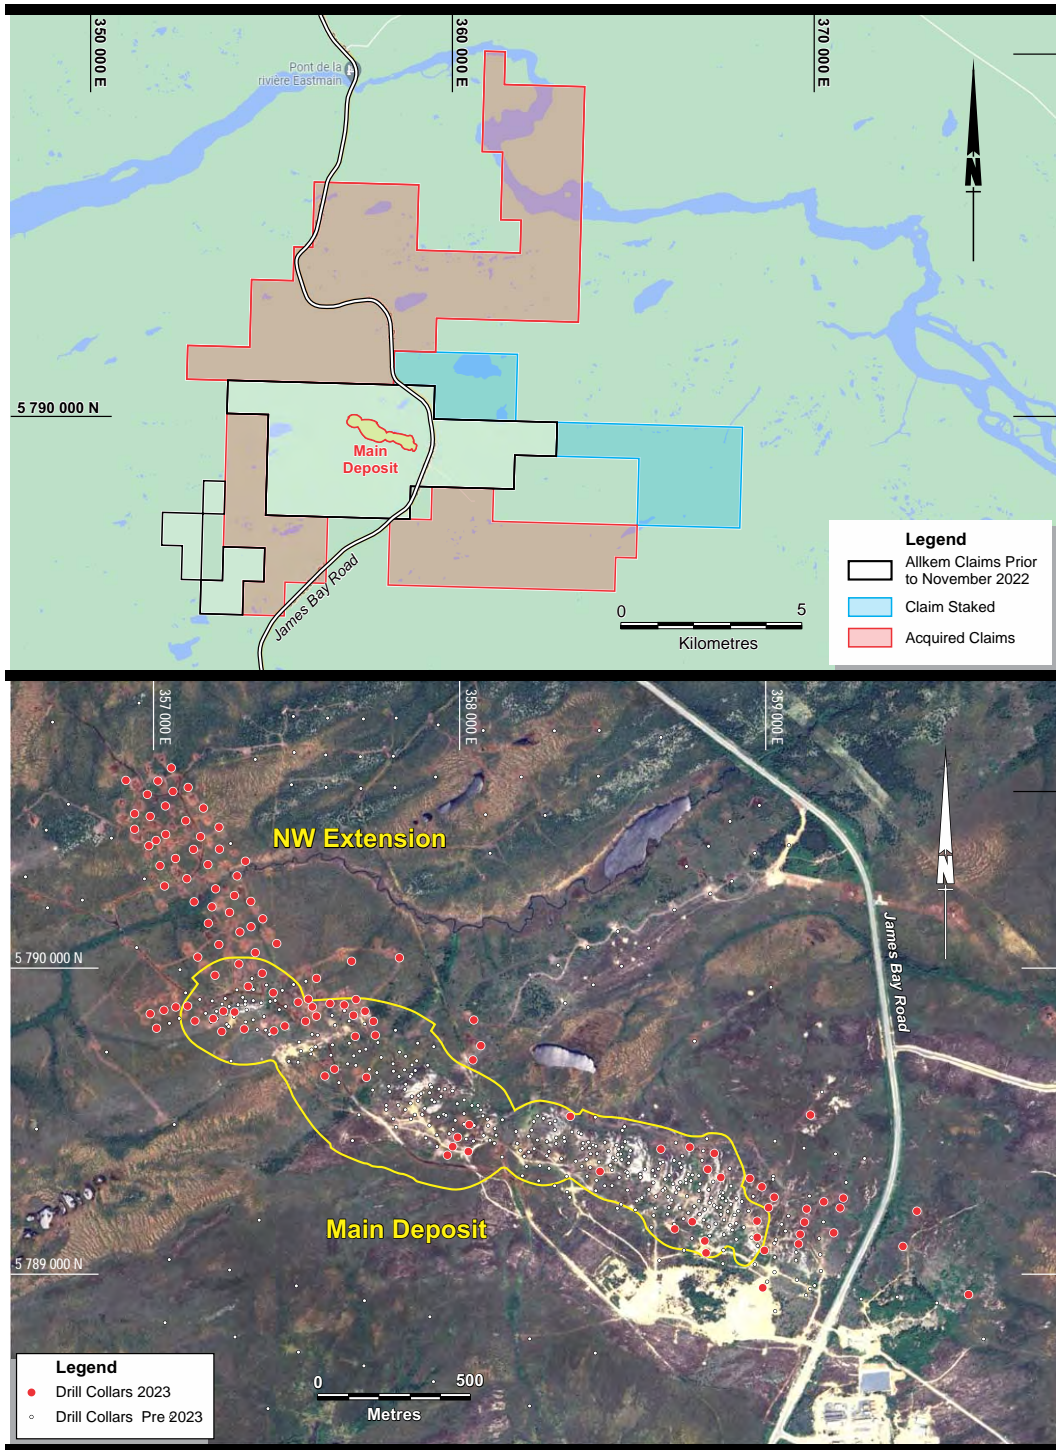 350 000 E
360 000 E
370 000 E
Pont de la
rivière Eastmain
N
5 790 000 N
Main
Deposit
James Bay Road
Legend
Allkem Claims Prior
to November 2022
Claim Staked
Acquired Claims
0 5
Kilometres
357 000 E
358 000 E
359 000 E
NW Extension
N
James Bay Road
5 790 000 N
Main Deposit
5 789 000 N
Legend
Drill Collars 2023
Drill Collars Pre 2023
0 500
Metres